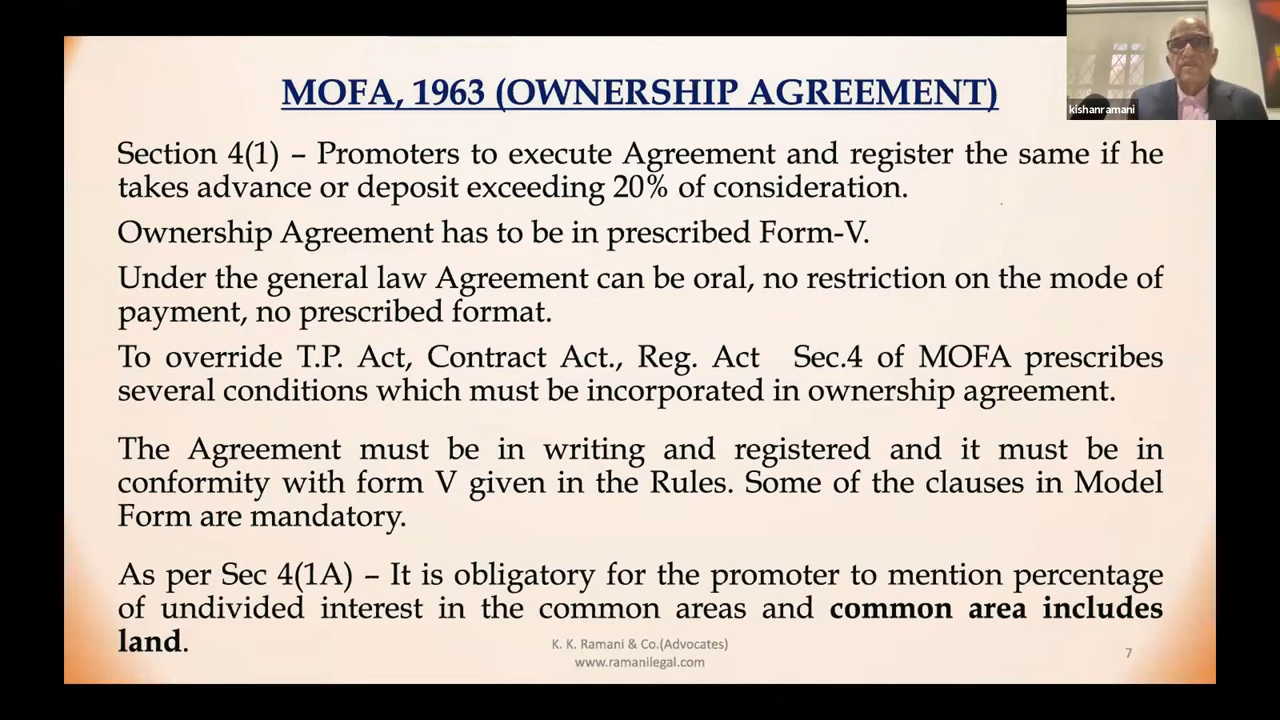 MOFA, 1963 (OWNERSHIP AGREEMENT)
kishanramani
Section 4(1) – Promoters to execute Agreement and register the same if he
takes advance or deposit exceeding 20% of consideration.
Ownership Agreement has to be in prescribed Form-V.
Under the general law Agreement can be oral, no restriction on the mode of
payment, no prescribed format.
To override T.P. Act, Contract Act., Reg. Act Sec.4 of MOFA prescribes
several conditions which must be incorporated in ownership agreement.
The Agreement must be in writing and registered and it must be in
conformity with form V given in the Rules. Some of the clauses in Model
Form are mandatory.
As per Sec 4(1A) – It is obligatory for the promoter to mention percentage
of undivided interest in the common areas and common area includes
land.
K. K. Ramani & Co.(Advocates)
www.ramanilegal.com
7